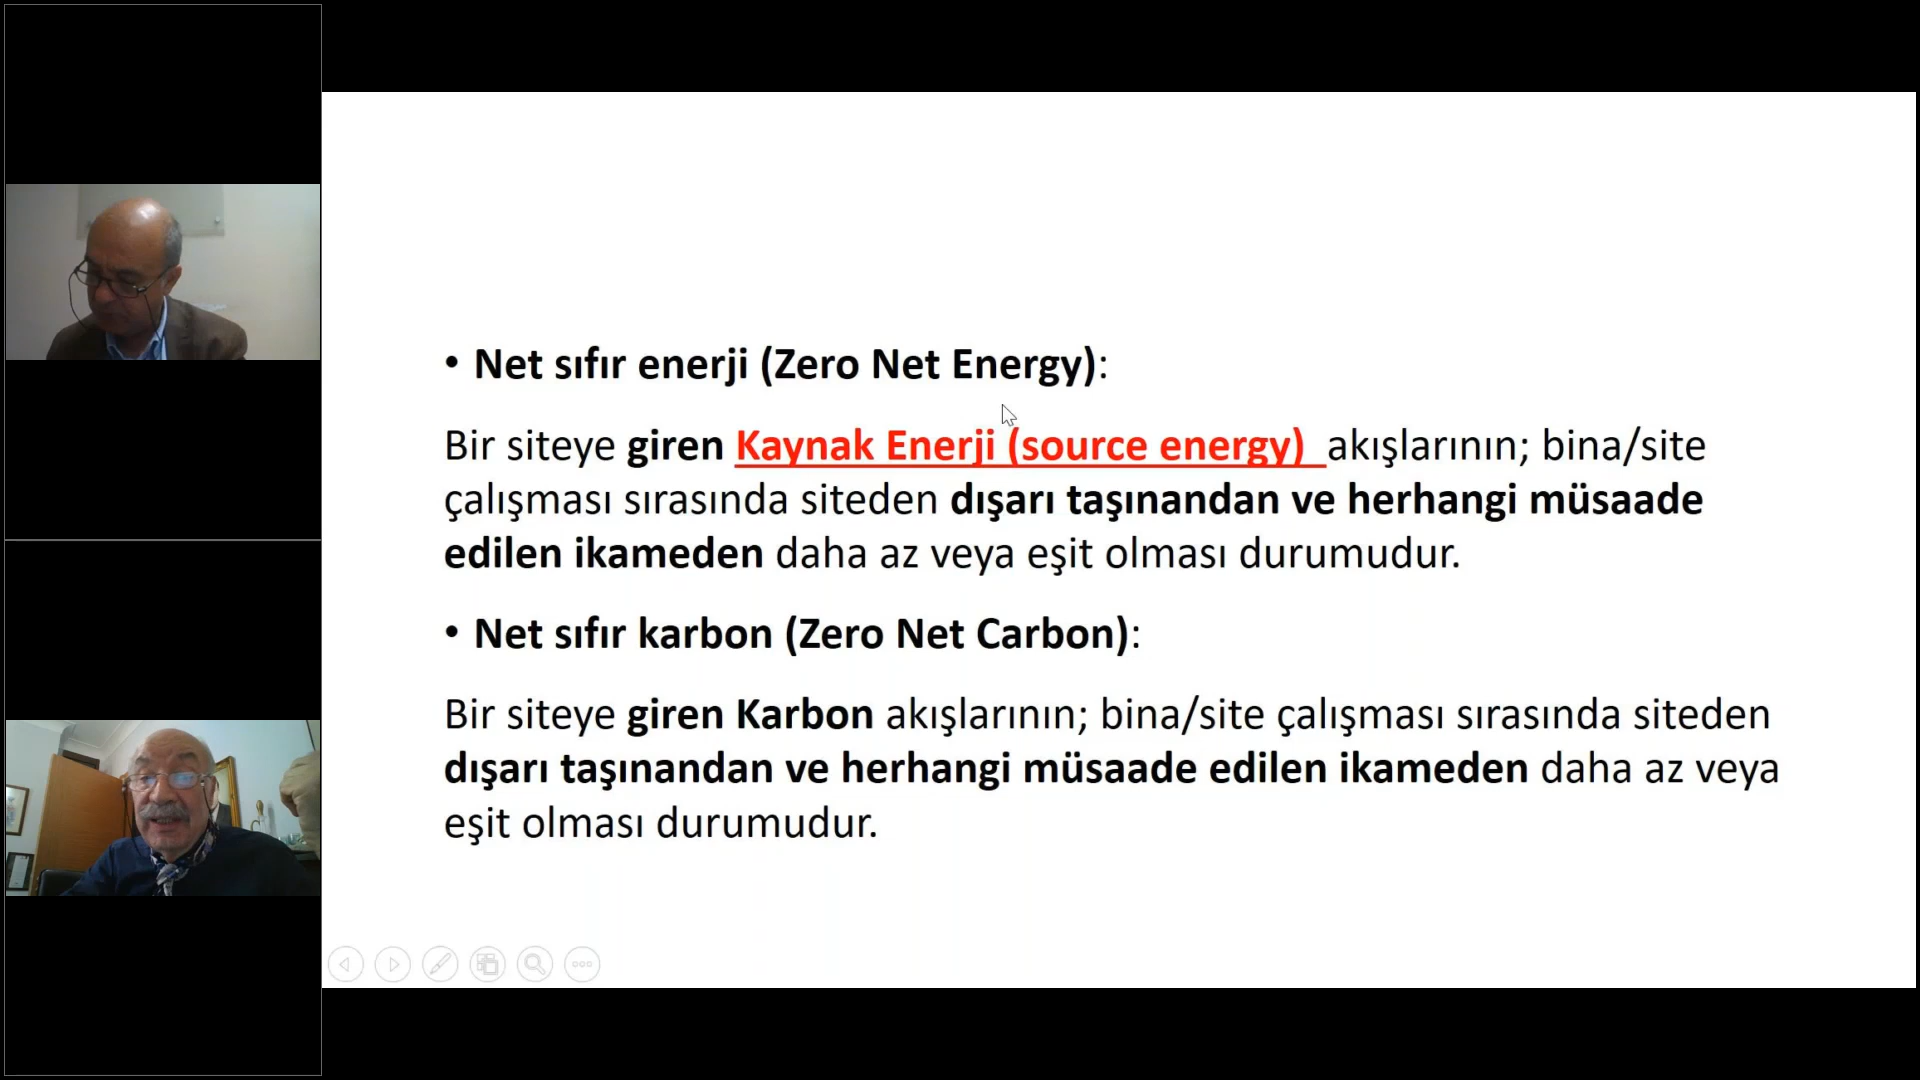 • Net sıfır enerji (Zero Net Energy):
Bir siteye giren Kaynak Enerji (source energy) akışlarının; bina/site
çalışması sırasında siteden dışarı taşınandan ve herhangi müsaade
edilen ikameden daha az veya eşit olması durumudur.
• Net sıfır karbon (Zero Net Carbon):
Bir siteye giren Karbon akışlarının; bina/site çalışması sırasında siteden
dışarı taşınandan ve herhangi müsaade edilen ikameden daha az veya
eşit olması durumudur.